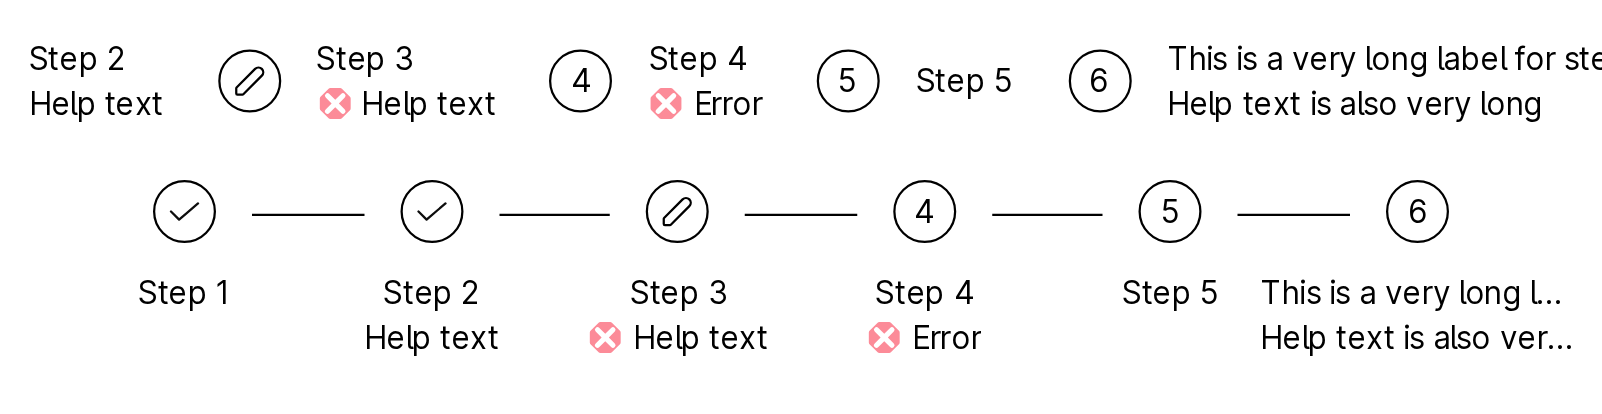 Step 2
Help text
Step 3
Help text
4
Step 4
Error
5
Step 5
6
This is a very long label for ste
Help text is also very long
4
5
6
Step 1
Step 2
Help text
Step 3
Help text
Step 4
Error
Step 5
This is a very long l...
Help text is also ver...